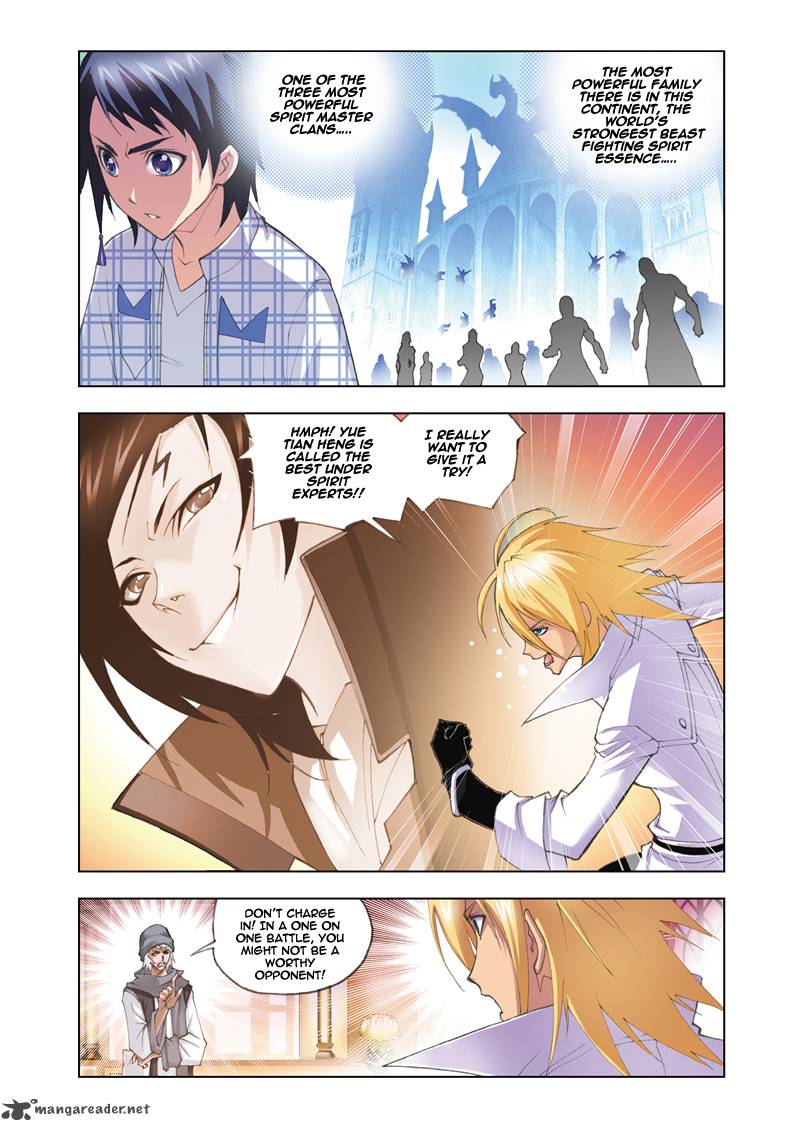 THE MOST
POWERFUL FAMILY
THERE IS IN THIS
CONTINENT, THE
WORLD'S
STRONGEST BEAST
FIGHTING SPIRIT
ESSENCE.....
ONE OF THE
THREE MOST
POWERFUL
SPIRIT MASTER
CLANS.....
I REALLY
WANT TO
GIVE IT A
TRY!
HMPH! YUE
TIAN HENG IS
CALLED THE
BEST UNDER
SPIRIT
EXPERTS!!
DON'T CHARGE
IN! IN A ONE ON
ONE BATTLE, YOU
MIGHT NOT BE A
WORTHY
OPPONENT!
mangareader.net